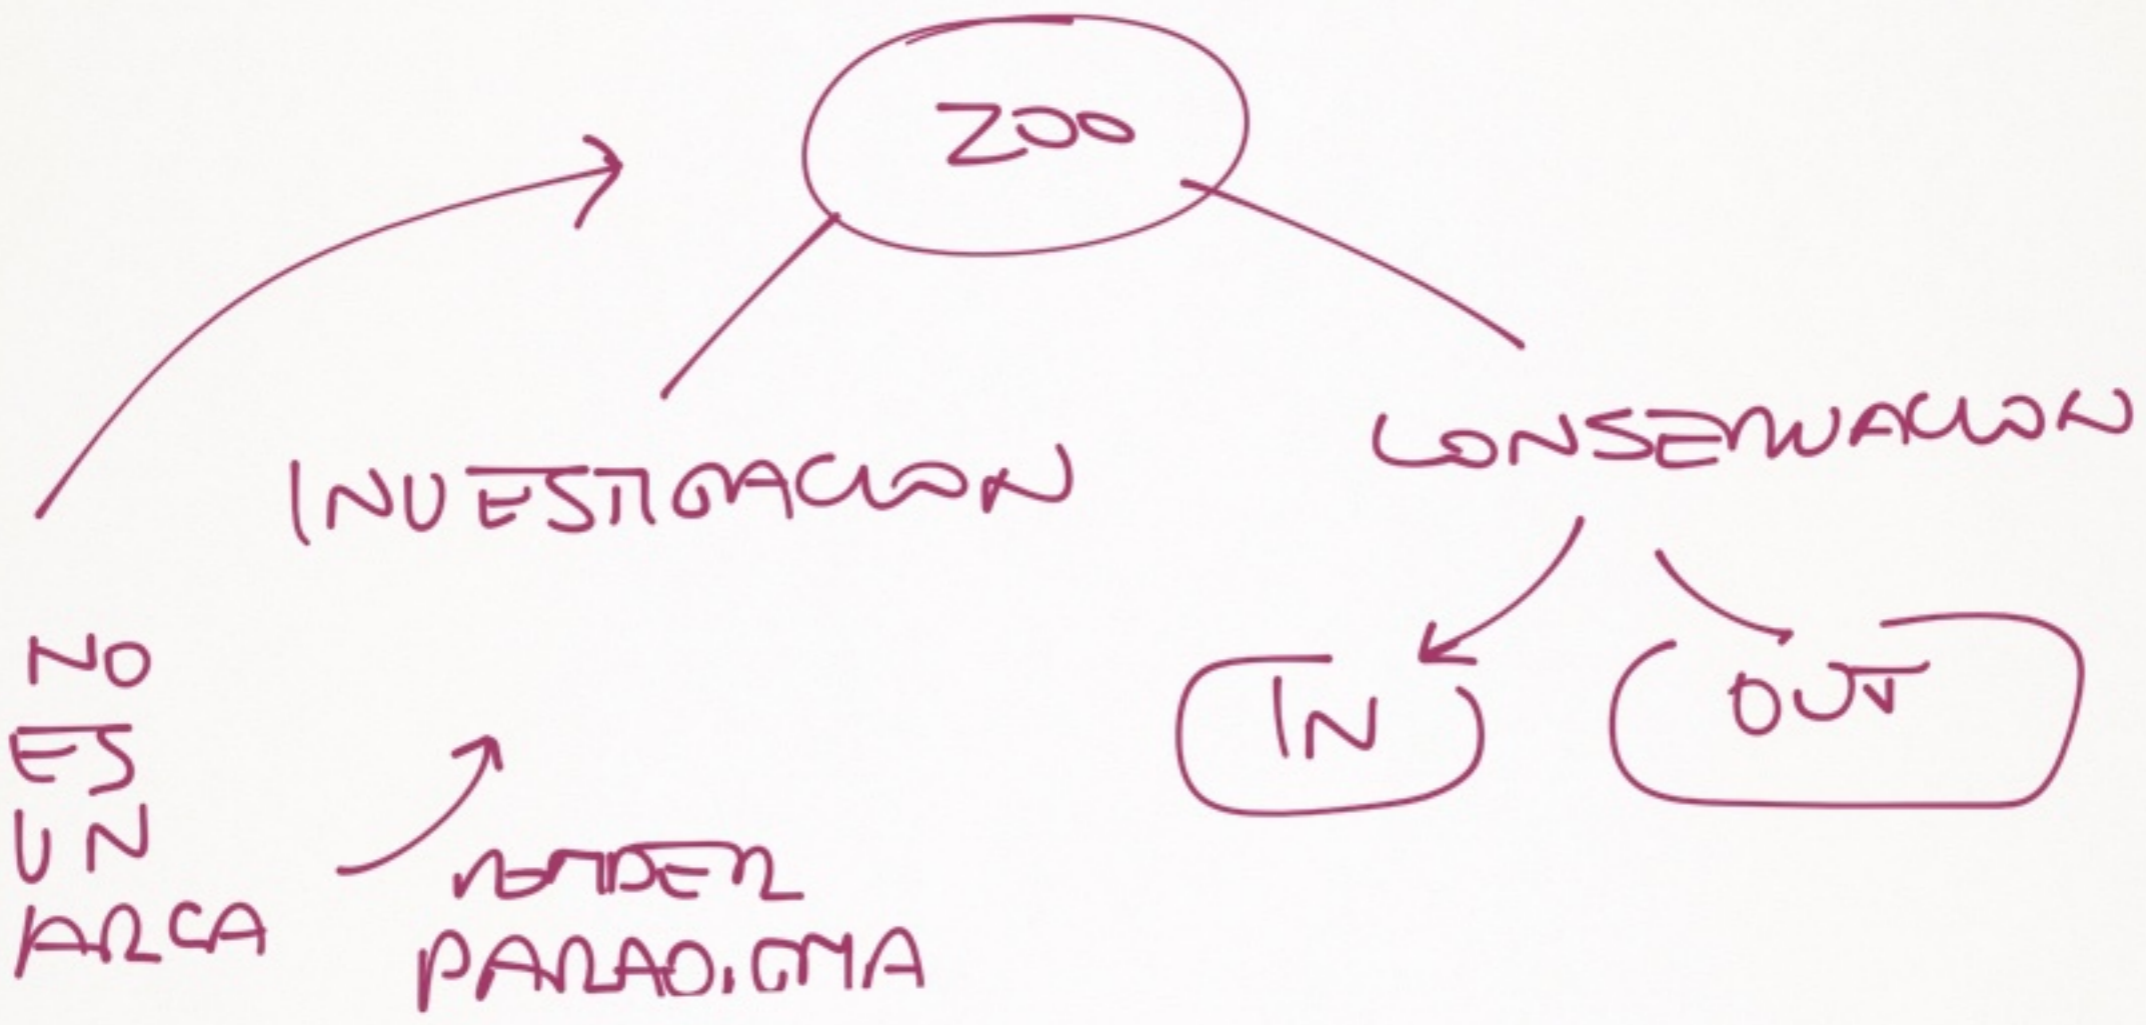 ZOO
INVESTIGACION
CONSERVACION
IN
OUT
NO
ES
UN
ARCA
PARADIGMA